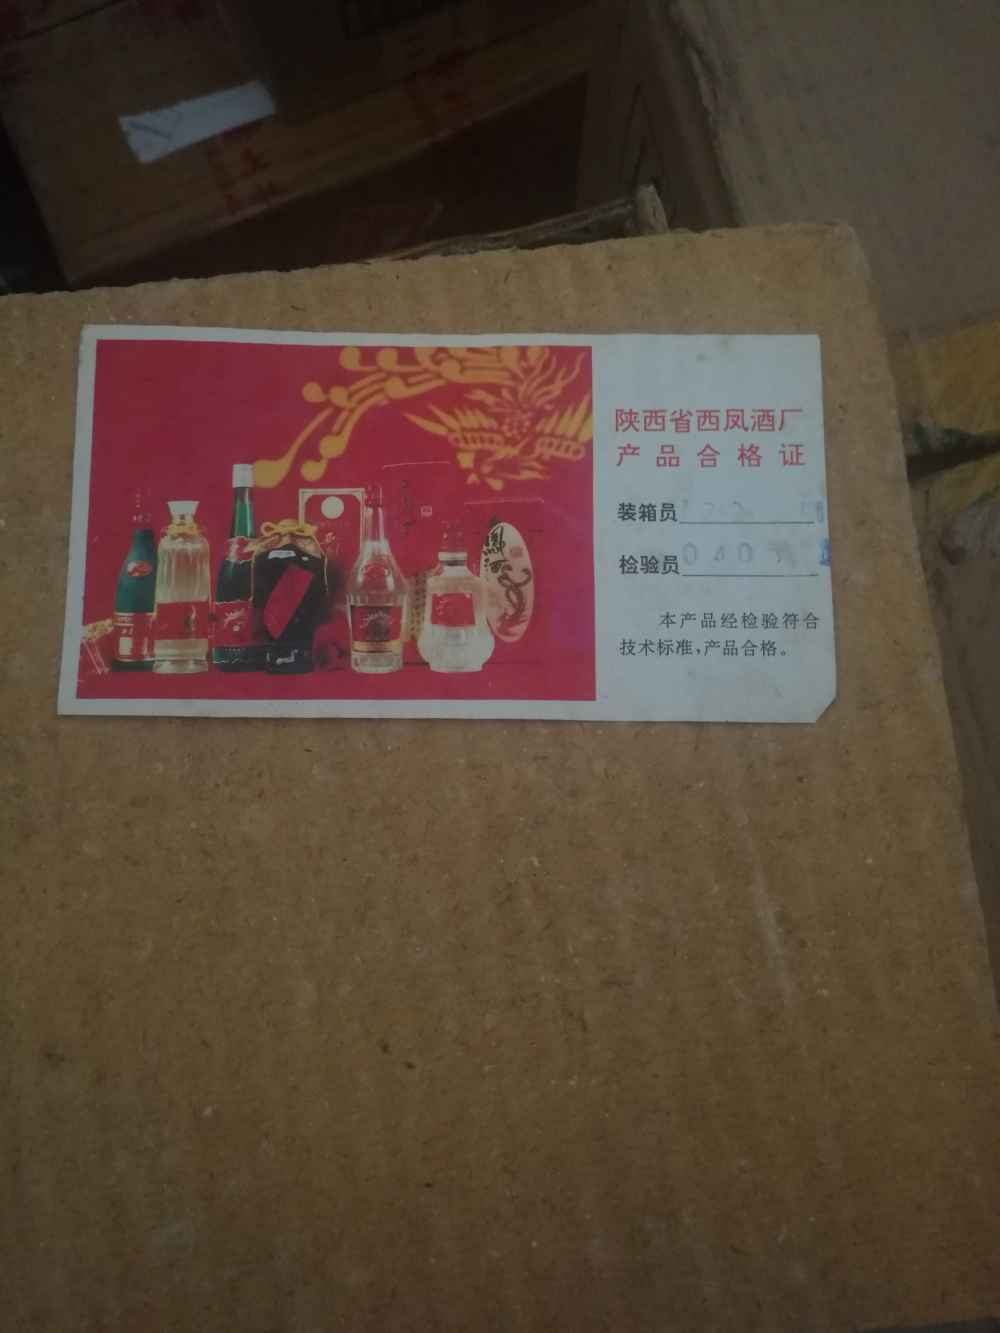 陕西省西凤酒厂
产品合格证
装箱员
检验员 0404
本产品经检验符合
技术标准,产品合格。